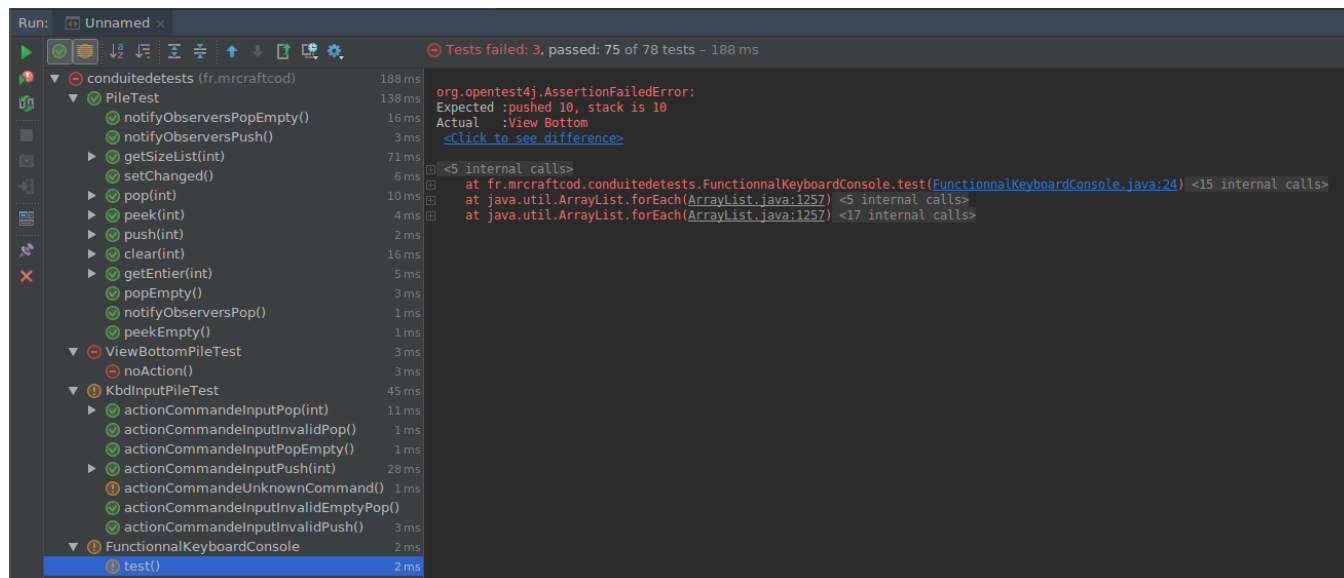 Run: Unnamed ×
Tests failed: 3, passed: 75 of 78 tests – 188 ms
conduitedetests (fr.mrcraftcod) 188 ms
PileTest 138 ms
notifyObserversPopEmpty() 16 ms
notifyObserversPush() 3 ms
getSizeList(int) 71 ms
setChanged() 6 ms
pop(int) 10 ms
peek(int) 4 ms
push(int) 2 ms
clear(int) 16 ms
getEntier(int) 5 ms
popEmpty() 3 ms
notifyObserversPop() 1 ms
peekEmpty() 1 ms
ViewBottomPileTest 3 ms
noAction() 3 ms
KbdInputPileTest 45 ms
actionCommandeInputPop(int) 11 ms
actionCommandeInputInvalidPop() 1 ms
actionCommandeInputPopEmpty() 1 ms
actionCommandeInputPush(int) 28 ms
actionCommandeUnknownCommand() 1 ms
actionCommandeInputInvalidEmptyPop()
actionCommandeInputInvalidPush() 3 ms
FunctionnalKeyboardConsole 2 ms
test() 2 ms
org.opentest4j.AssertionFailedError:
Expected :pushed 10, stack is 10
Actual :View Bottom
<Click to see difference>
<5 internal calls>
at fr.mrcraftcod.conduitedetests.FunctionnalKeyboardConsole.test(FunctionnalKeyboardConsole.java:24) <15 internal calls>
at java.util.ArrayList.forEach(ArrayList.java:1257) <5 internal calls>
at java.util.ArrayList.forEach(ArrayList.java:1257) <17 internal calls>